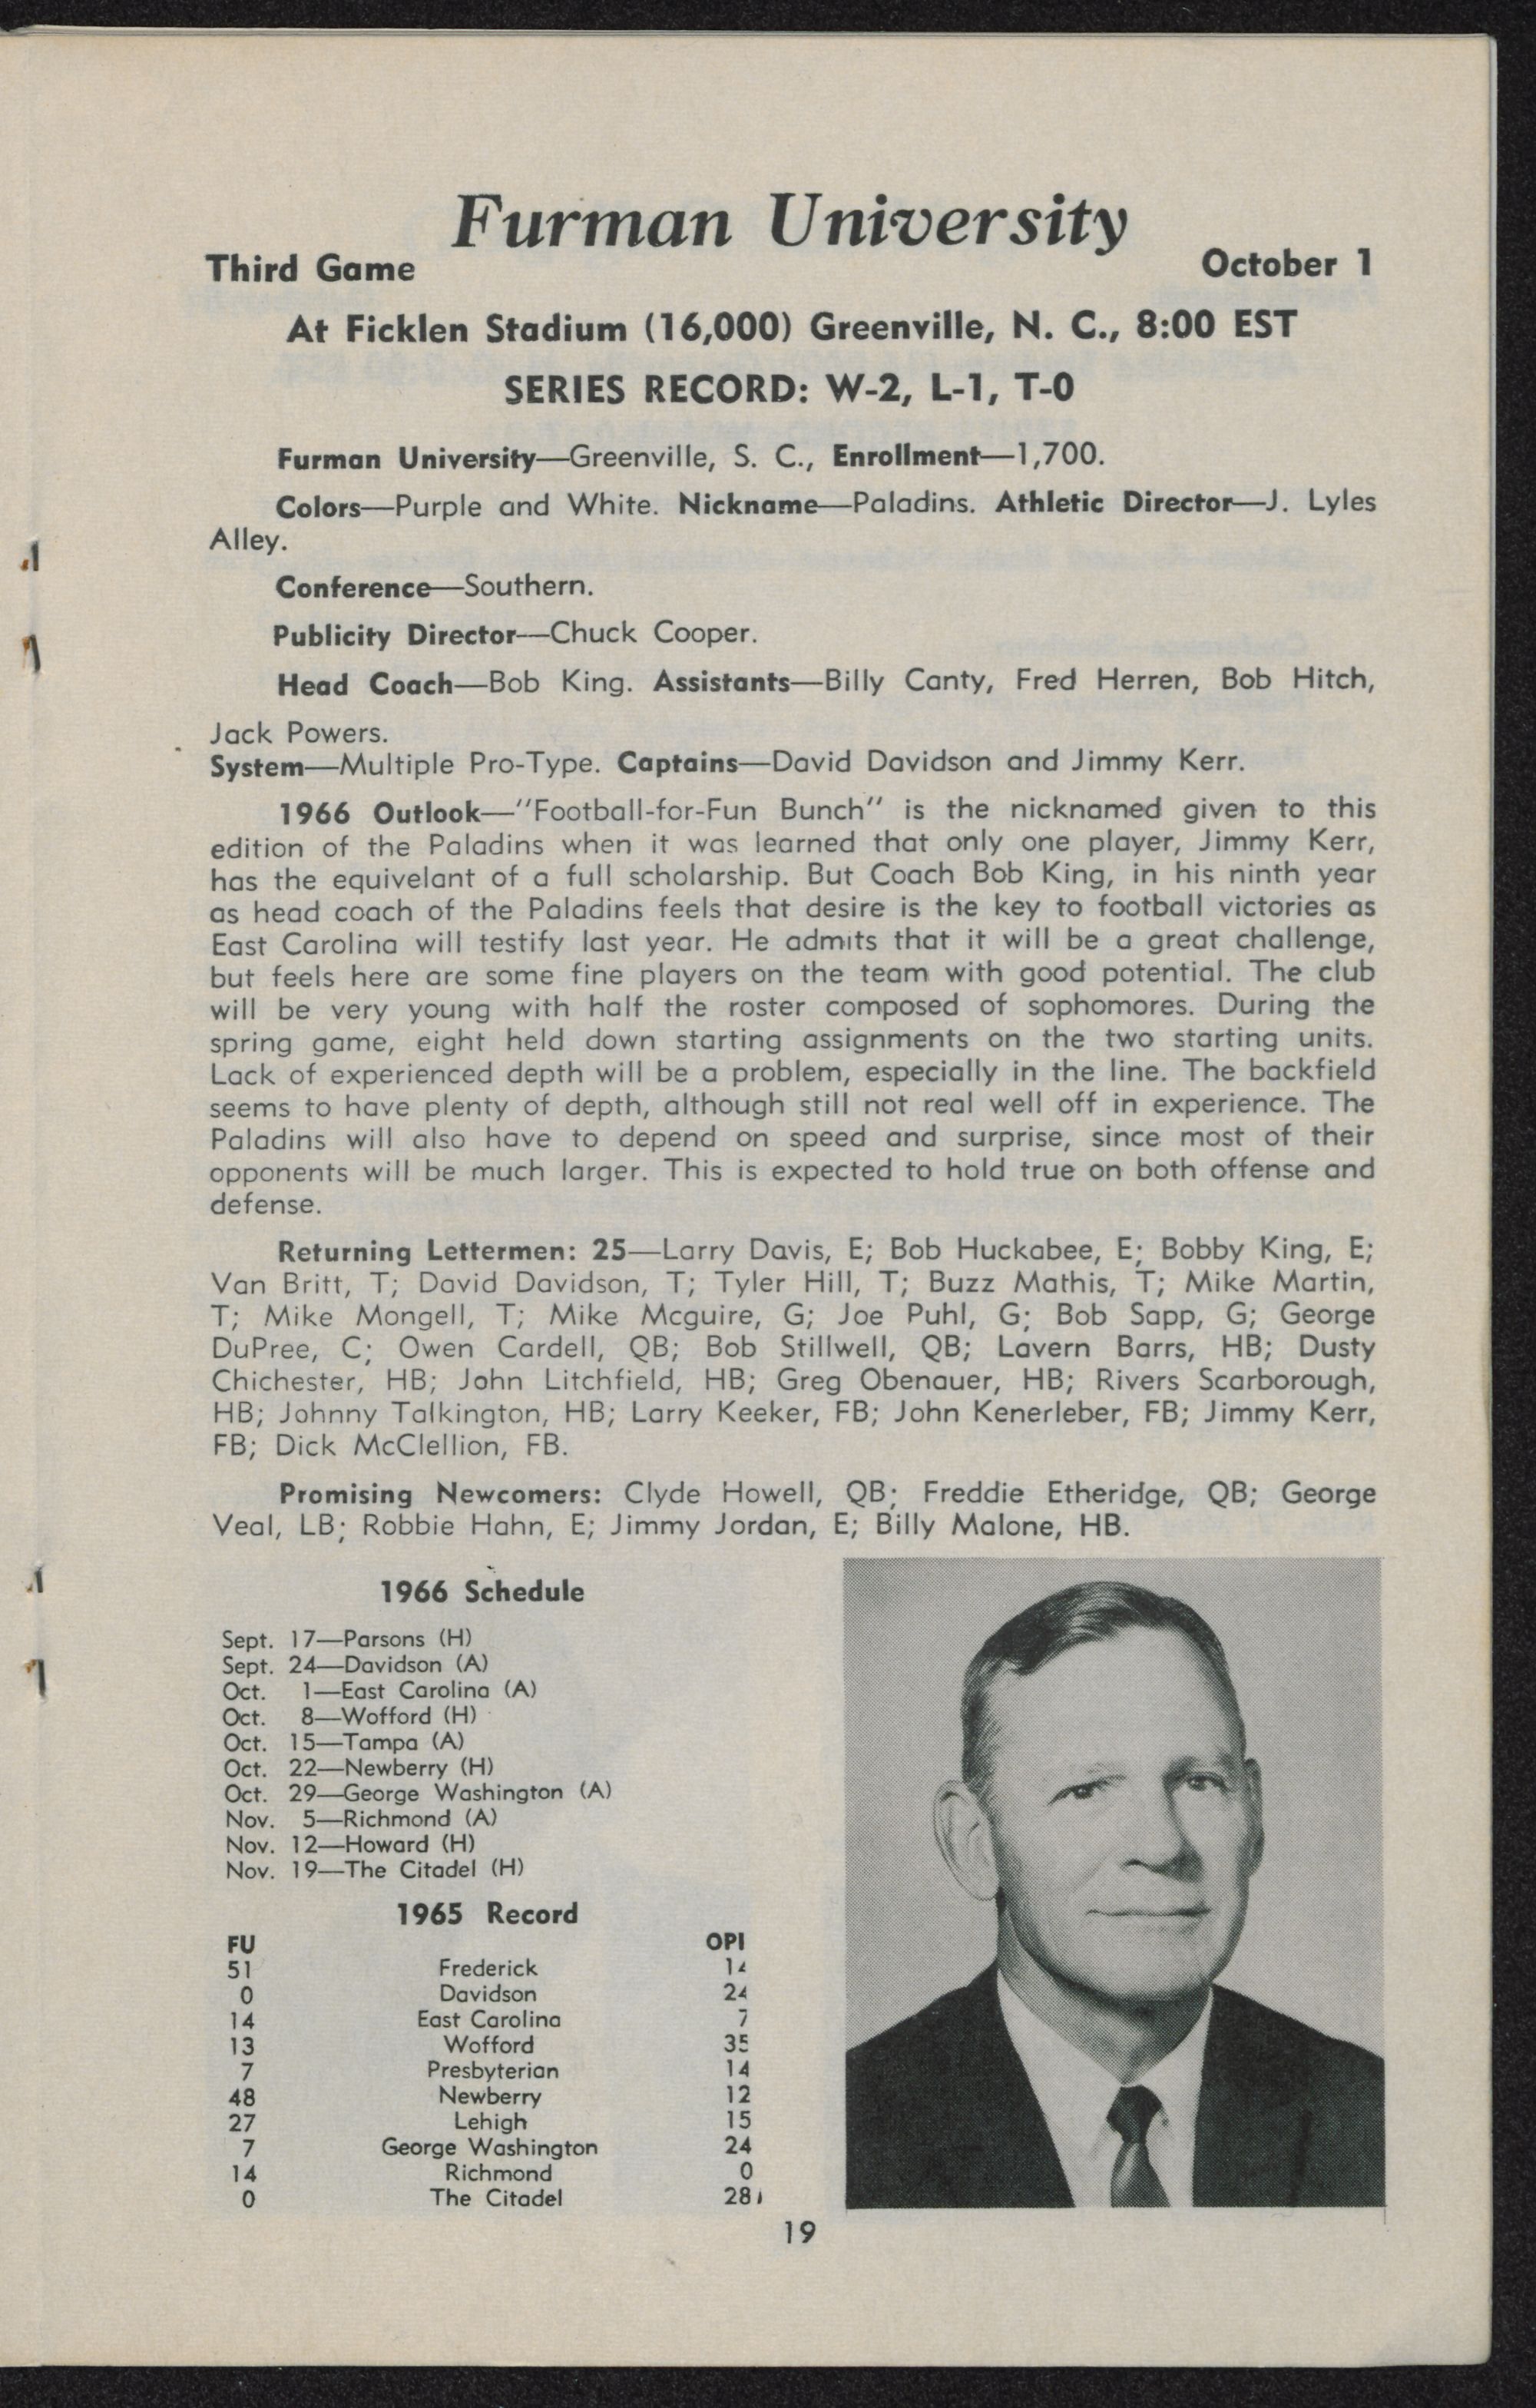 Furman University
Third Game
October 1
At Ficklen Stadium (16,000) Greenville, N. C., 8:00 EST
SERIES RECORD: W-2, L-1, T-0
Furman University—Greenville, S. C., Enrollment—1,700.
Colors—Purple and White. Nickname—Paladins. Athletic Director—J. Lyles
Alley.
Conference—Southern.
Publicity Director—Chuck Cooper.
Head Coach—Bob King. Assistants—Billy Canty, Fred Herren, Bob Hitch,
Jack Powers.
System—Multiple Pro-Type. Captains—David Davidson and Jimmy Kerr.
1966 Outlook—"Football-for-Fun Bunch" is the nicknamed given to this
edition of the Paladins when it was learned that only one player, Jimmy Kerr,
has the equivelant of a full scholarship. But Coach Bob King, in his ninth year
as head coach of the Paladins feels that desire is the key to football victories as
East Carolina will testify last year. He admits that it will be a great challenge,
but feels here are some fine players on the team with good potential. The club
will be very young with half the roster composed of sophomores. During the
spring game, eight held down starting assignments on the two starting units.
Lack of experienced depth will be a problem, especially in the line. The backfield
seems to have plenty of depth, although still not real well off in experience. The
Paladins will also have to depend on speed and surprise, since most of their
opponents will be much larger. This is expected to hold true on both offense and
defense.
Returning Lettermen: 25—Larry Davis, E; Bob Huckabee, E; Bobby King, E;
Van Britt, T; David Davidson, T; Tyler Hill, T; Buzz Mathis, T; Mike Martin,
T; Mike Mongell, T; Mike Mcguire, G; Joe Puhl, G; Bob Sapp, G; George
DuPree, C; Owen Cardell, QB; Bob Stillwell, QB; Lavern Barrs, HB; Dusty
Chichester, HB; John Litchfield, HB; Greg Obenauer, HB; Rivers Scarborough,
HB; Johnny Talkington, HB; Larry Keeker, FB; John Kenerleber, FB; Jimmy Kerr,
FB; Dick McClellion, FB.
Promising Newcomers: Clyde Howell, QB; Freddie Etheridge, QB; George
Veal, LB; Robbie Hahn, E; Jimmy Jordan, E; Billy Malone, HB.
1966 Schedule
Sept. 17—Parsons (H)
Sept. 24—Davidson (A)
Oct. 1—East Carolina (A)
Oct. 8—Wofford (H)
Oct. 15—Tampa (A)
Oct. 22—Newberry (H)
Oct. 29—George Washington (A)
Nov. 5—Richmond (A)
Nov. 12—Howard (H)
Nov. 19—The Citadel (H)
1965 Record
FU OPI
51 Frederick 14
0 Davidson 24
14 East Carolina 7
13 Wofford 35
7 Presbyterian 14
48 Newberry 12
27 Lehigh 15
7 George Washington 24
14 Richmond 0
0 The Citadel 28
19